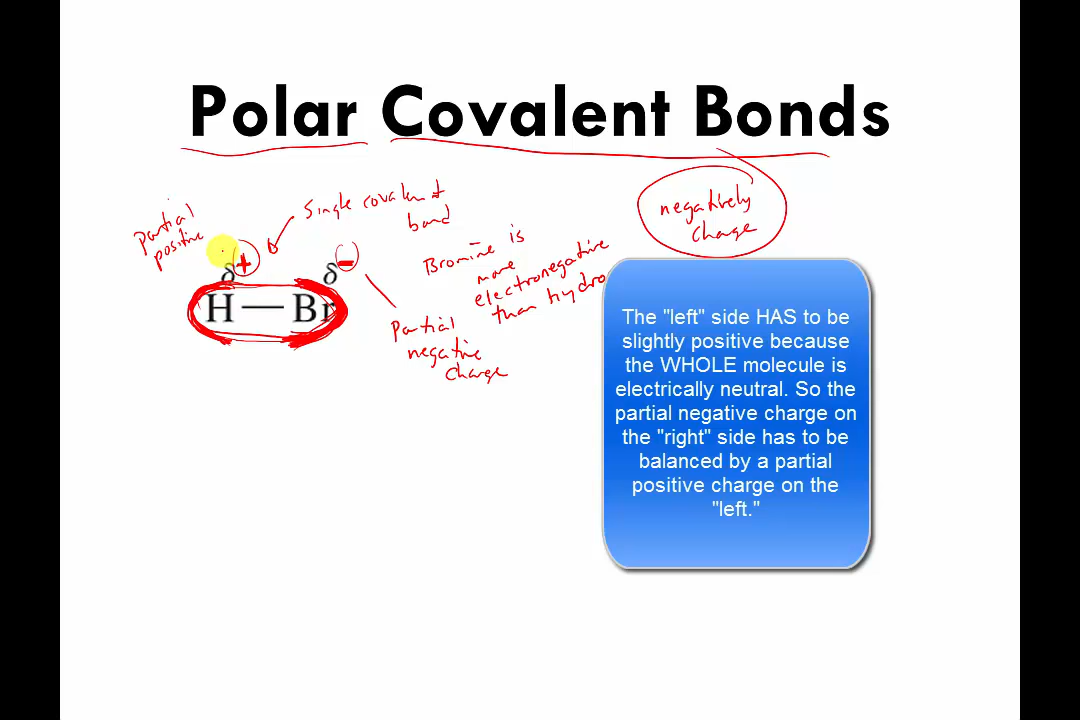 Polar Covalent Bonds
partial
positive
Single covalent
bond
Bromine is
more
electronegative
than hydro
negatively
charge
δ+ δ−
H — Br
Partial
negative
charge
The "left" side HAS to be
slightly positive because
the WHOLE molecule is
electrically neutral. So the
partial negative charge on
the "right" side has to be
balanced by a partial
positive charge on the
"left."